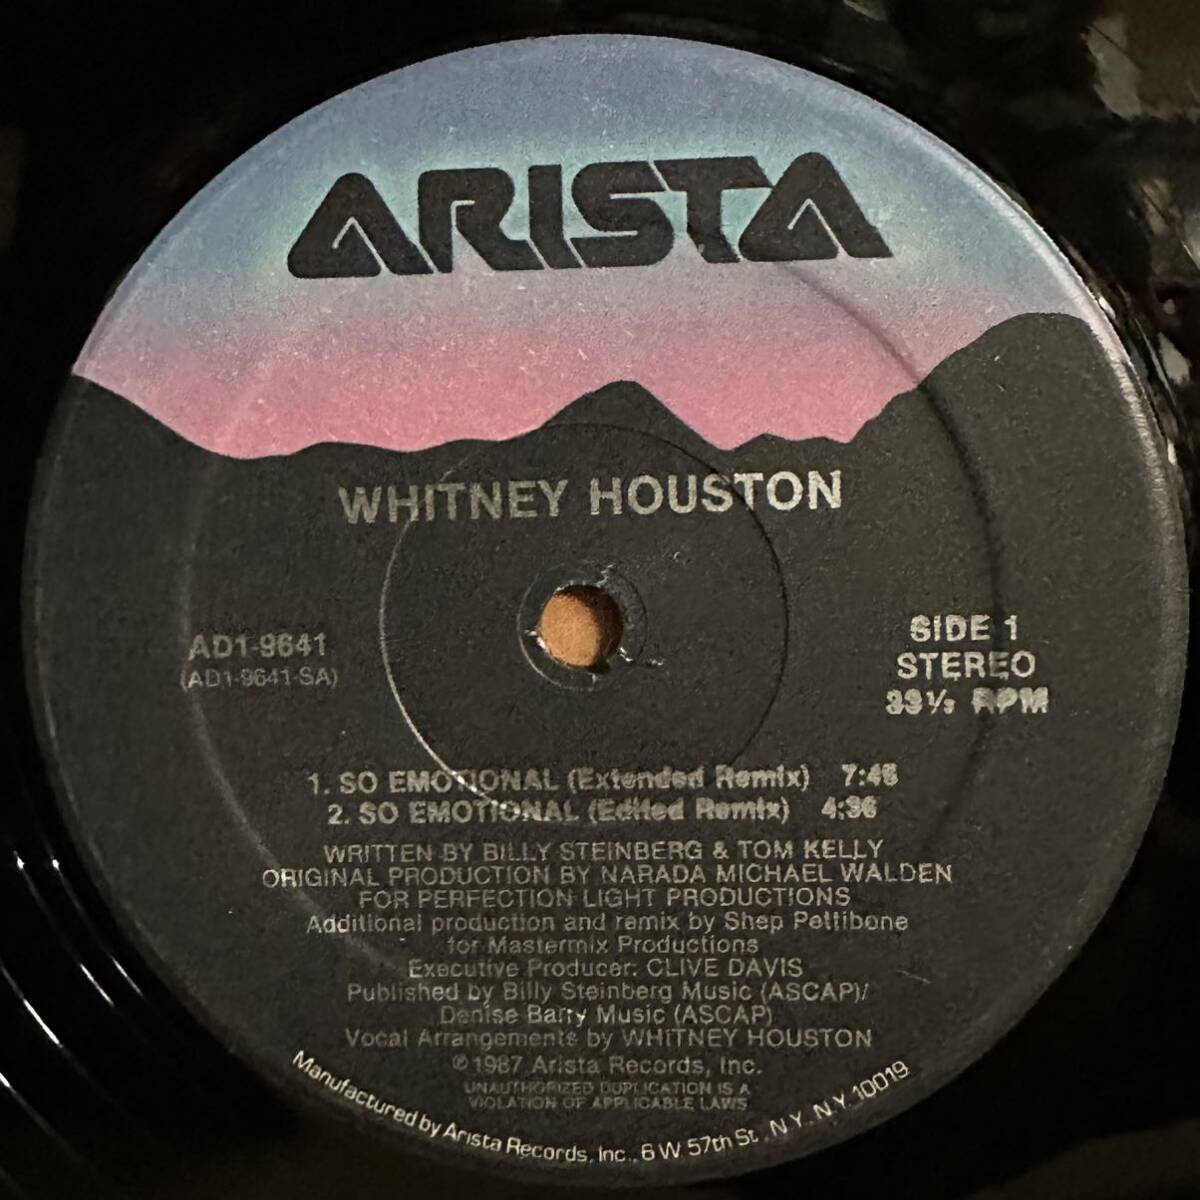 ARISTA
WHITNEY HOUSTON
AD1-9641
(AD1-9641-SA)
SIDE 1
STEREO
33⅓ RPM
1. SO EMOTIONAL (Extended Remix) 7:46
2. SO EMOTIONAL (Edited Remix) 4:36
WRITTEN BY BILLY STEINBERG & TOM KELLY
ORIGINAL PRODUCTION BY NARADA MICHAEL WALDEN
FOR PERFECTION LIGHT PRODUCTIONS
Additional production and remix by Shep Pettibone
for Mastermix Productions
Executive Producer: CLIVE DAVIS
Published by Billy Steinberg Music (ASCAP)/
Denise Barry Music (ASCAP)
Vocal Arrangements by WHITNEY HOUSTON
℗1987 Arista Records, Inc.
UNAUTHORIZED DUPLICATION IS A
VIOLATION OF APPLICABLE LAWS
Manufactured by Arista Records, Inc., 6 W 57th St., N.Y., N.Y. 10019